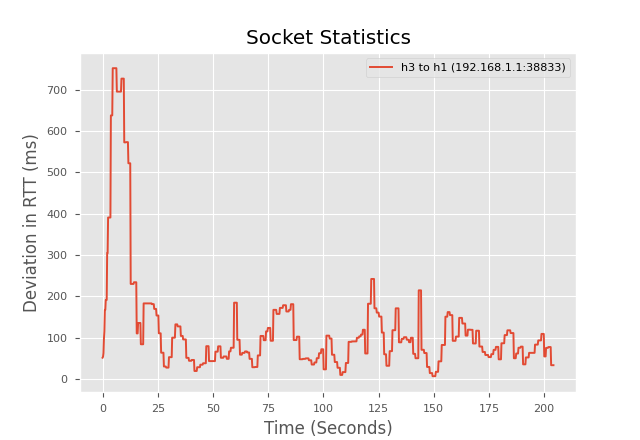 Socket Statistics
h3 to h1 (192.168.1.1:38833)
Deviation in RTT (ms)
700
600
500
400
300
200
100
0
0 25 50 75 100 125 150 175 200
Time (Seconds)